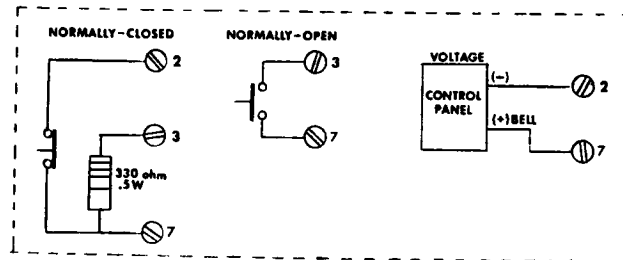 NORMALLY-CLOSED
2
3
330 ohm
.5W
7
NORMALLY-OPEN
3
7
VOLTAGE
CONTROL
PANEL
(-)
2
(+)BELL
7